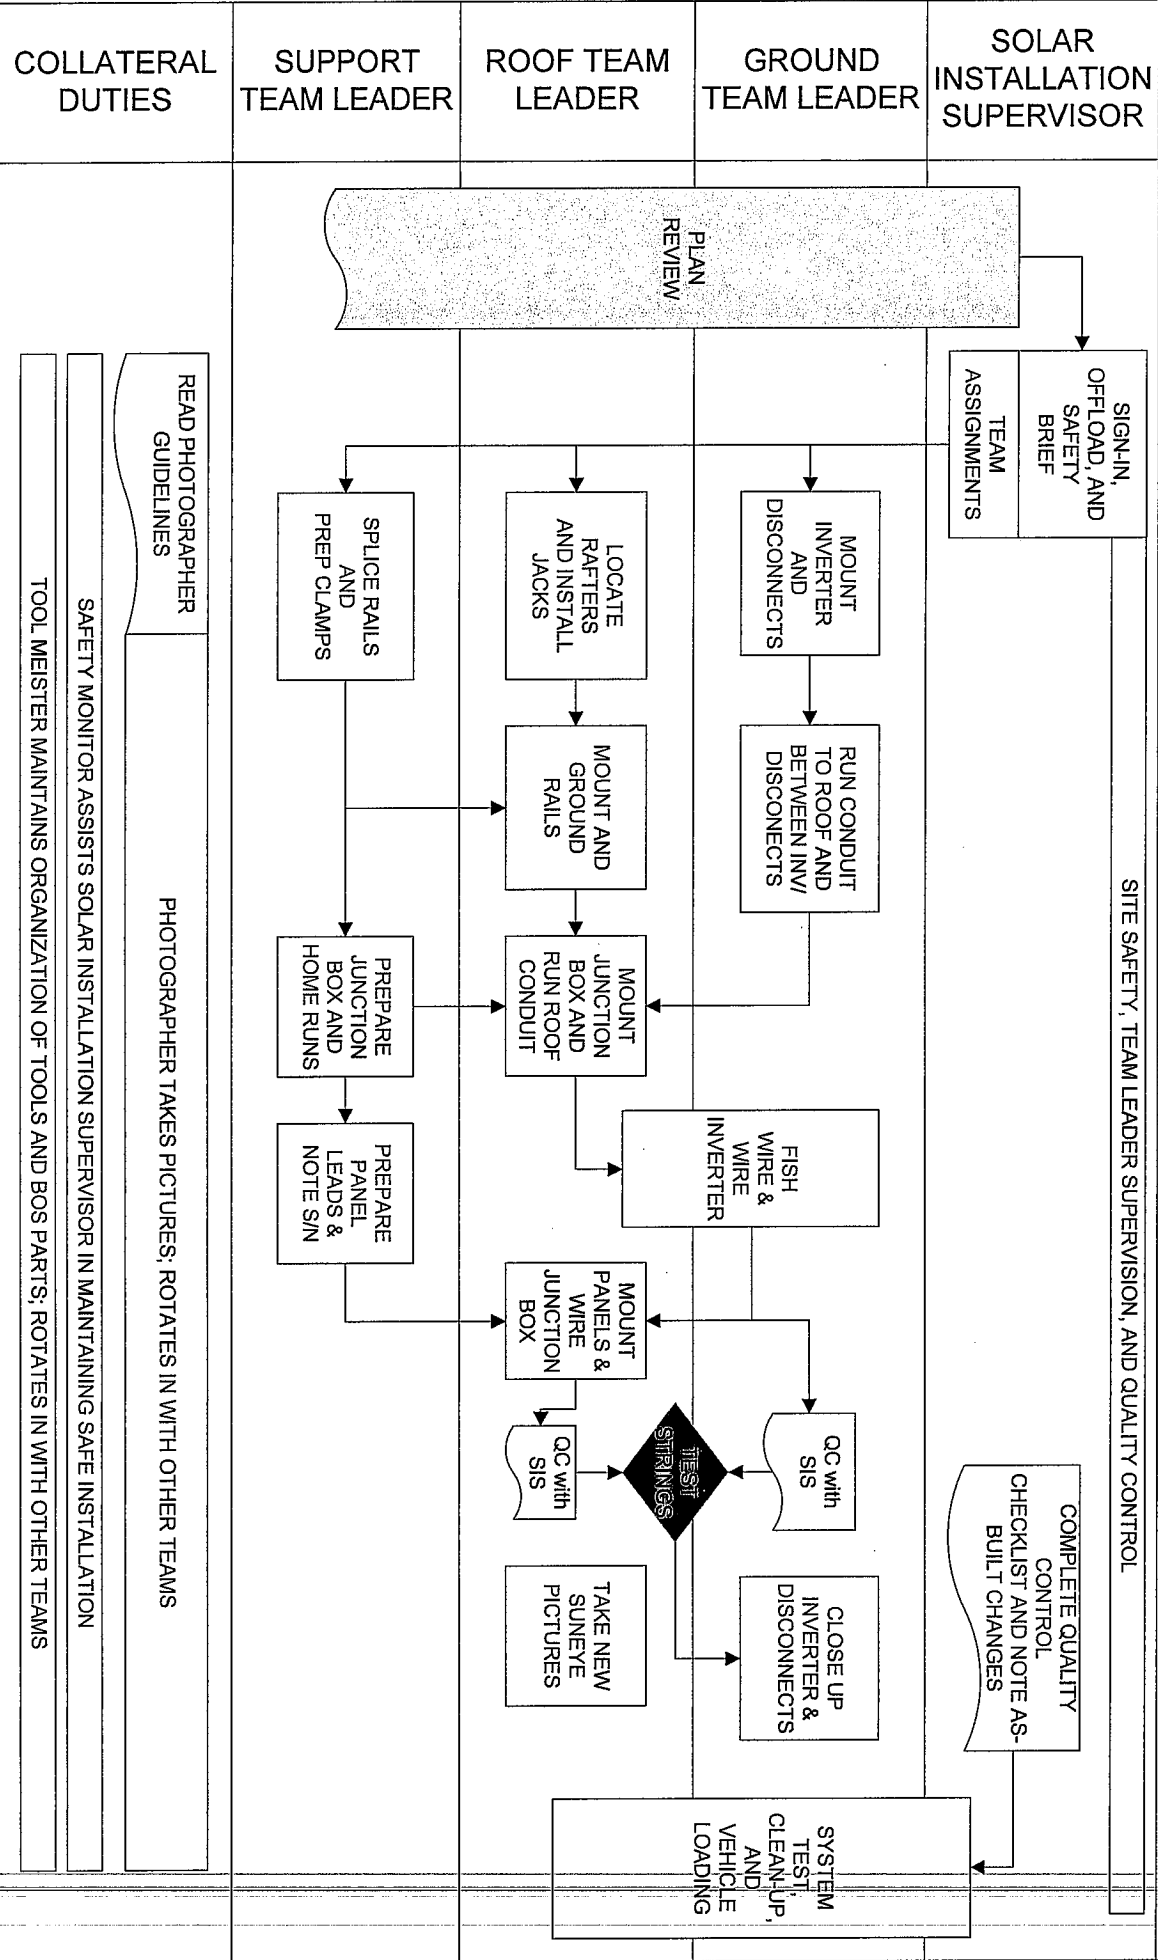 COLLATERAL
DUTIES
SUPPORT
TEAM LEADER
ROOF TEAM
LEADER
GROUND
TEAM LEADER
SOLAR
INSTALLATION
SUPERVISOR
PLAN
REVIEW
SIGN-IN,
OFFLOAD, AND
SAFETY
BRIEF
TEAM
ASSIGNMENTS
SITE SAFETY, TEAM LEADER SUPERVISION, AND QUALITY CONTROL
COMPLETE QUALITY
CONTROL
CHECKLIST AND NOTE AS-
BUILT CHANGES
MOUNT
INVERTER
AND
DISCONNECTS
RUN CONDUIT
TO ROOF AND
BETWEEN INV/
DISCONECTS
FISH
WIRE &
WIRE
INVERTER
QC with
SIS
CLOSE UP
INVERTER &
DISCONNECTS
SYSTEM
TEST,
CLEAN-UP,
AND
VEHICLE
LOADING
LOCATE
RAFTERS
AND INSTALL
JACKS
MOUNT AND
GROUND
RAILS
MOUNT
JUNCTION
BOX AND
RUN ROOF
CONDUIT
MOUNT
PANELS &
WIRE
JUNCTION
BOX
QC with
SIS
TEST
STRINGS
TAKE NEW
SUNEYE
PICTURES
SPLICE RAILS
AND
PREP CLAMPS
PREPARE
JUNCTION
BOX AND
HOME RUNS
PREPARE
PANEL
LEADS &
NOTE S/N
READ PHOTOGRAPHER
GUIDELINES
PHOTOGRAPHER TAKES PICTURES; ROTATES IN WITH OTHER TEAMS
SAFETY MONITOR ASSISTS SOLAR INSTALLATION SUPERVISOR IN MAINTAINING SAFE INSTALLATION
TOOL MEISTER MAINTAINS ORGANIZATION OF TOOLS AND BOS PARTS; ROTATES IN WITH OTHER TEAMS